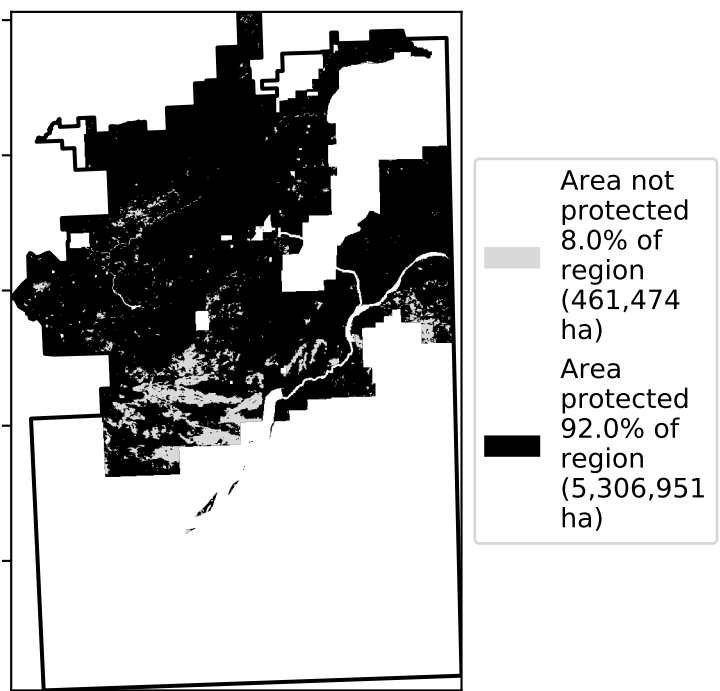 Area not
protected
8.0% of
region
(461,474
ha)
Area
protected
92.0% of
region
(5,306,951
ha)